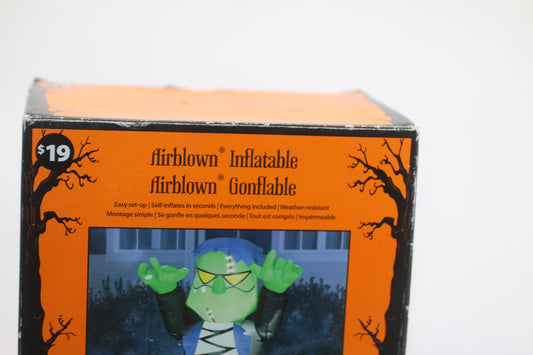 $19
Airblown® Inflatable
Airblown® Gonflable
Easy set-up | Self-inflates in seconds | Everything included | Weather resistant
Montage simple | Se gonfle en quelques seconde | Tout est compris | Impérmeable